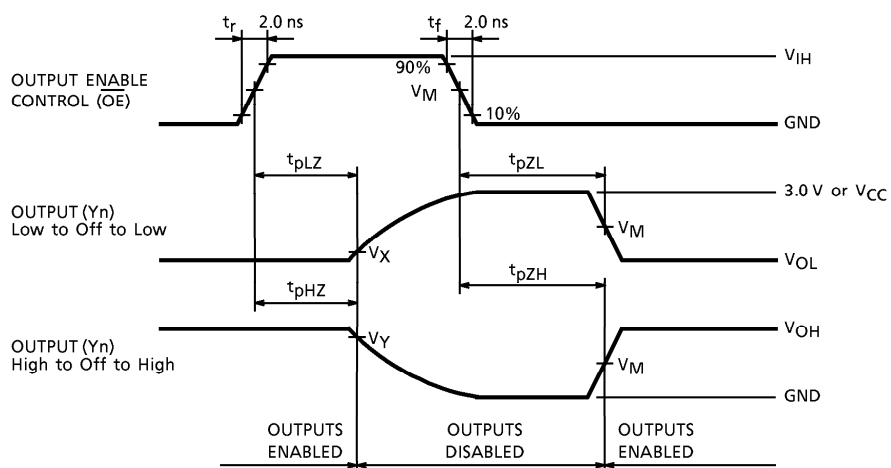 tr 2.0 ns tf 2.0 ns
OUTPUT ENABLE
CONTROL (OE)
90%
VM
10%
VIH
GND
tpLZ
tpZL
OUTPUT (Yn)
Low to Off to Low
VX
3.0 V or VCC
VM
VOL
tpHZ
tpZH
OUTPUT (Yn)
High to Off to High
VY
VOH
VM
GND
OUTPUTS
ENABLED
OUTPUTS
DISABLED
OUTPUTS
ENABLED